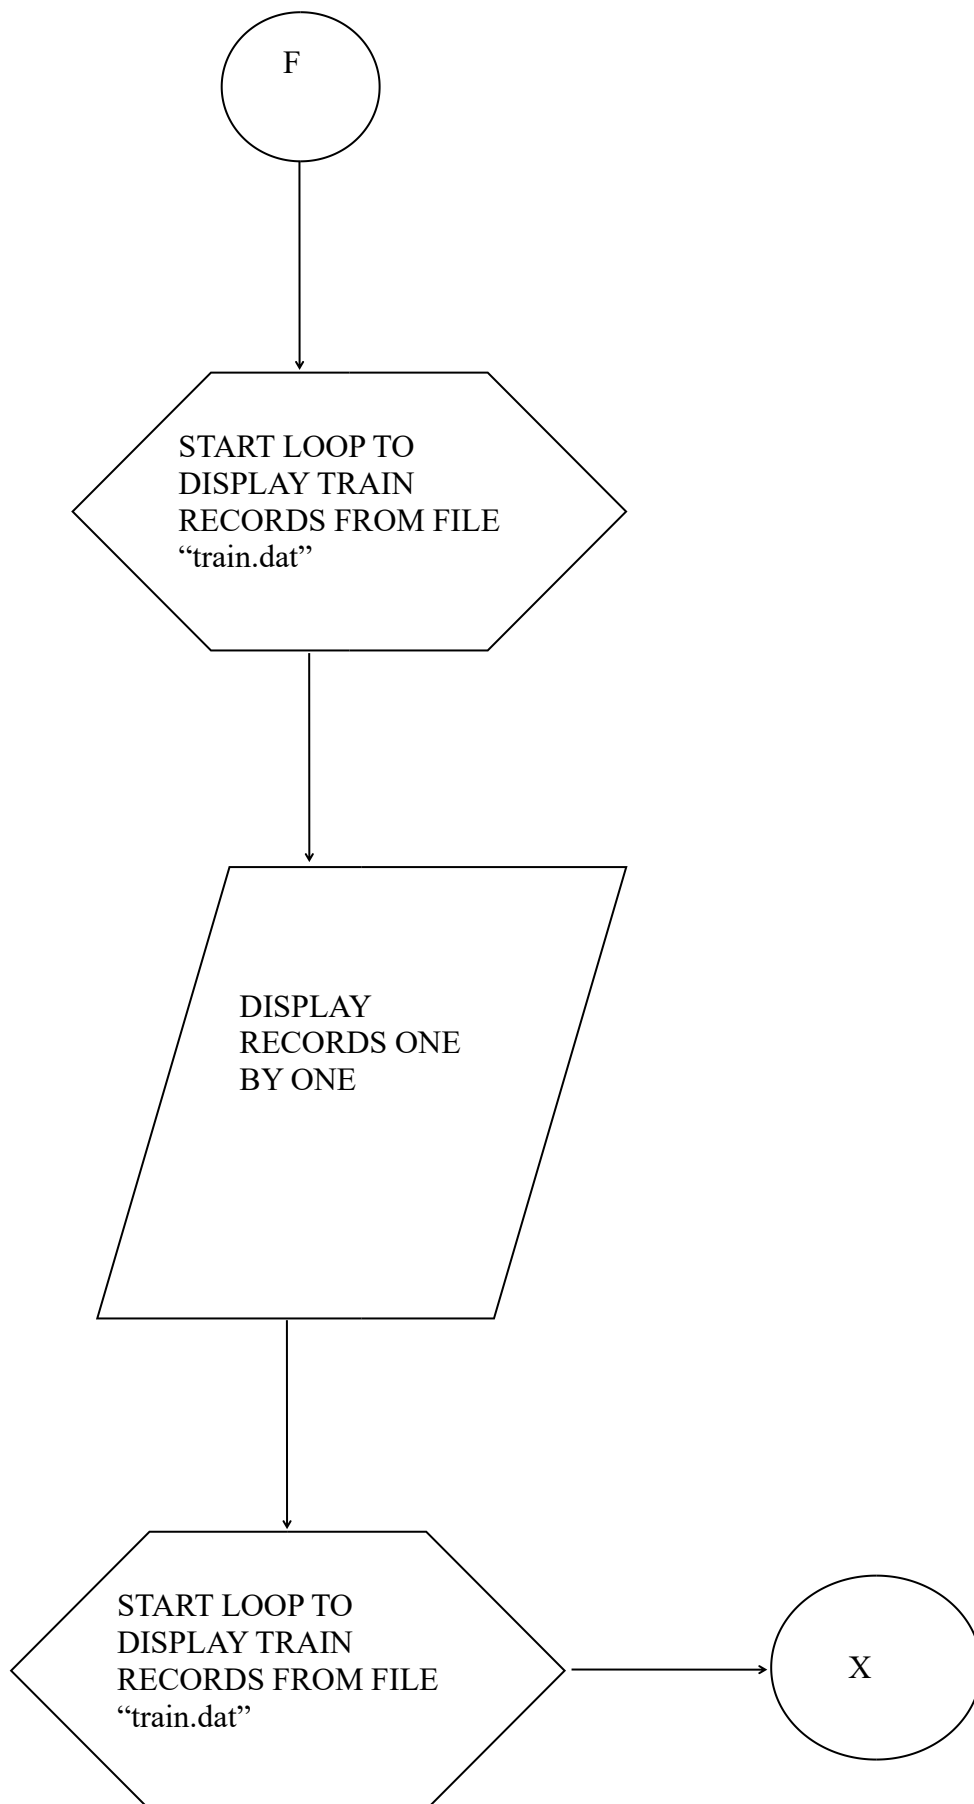 F
START LOOP TO
DISPLAY TRAIN
RECORDS FROM FILE
“train.dat”
DISPLAY
RECORDS ONE
BY ONE
START LOOP TO
DISPLAY TRAIN
RECORDS FROM FILE
“train.dat”
X